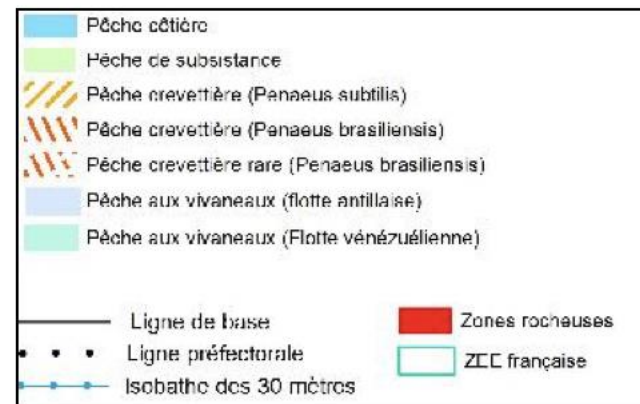 Pêche côtière
Pêche de subsistance
Pêche crevettière (Penaeus subtilis)
Pêche crevettière (Penaeus brasiliensis)
Pêche crevettière rare (Penaeus brasiliensis)
Pêche aux vivaneaux (flotte antillaise)
Pêche aux vivaneaux (Flotte vénézuélienne)
Ligne de base
Zones rocheuses
Ligne préfectorale
ZEE française
Isobathe des 30 mètres